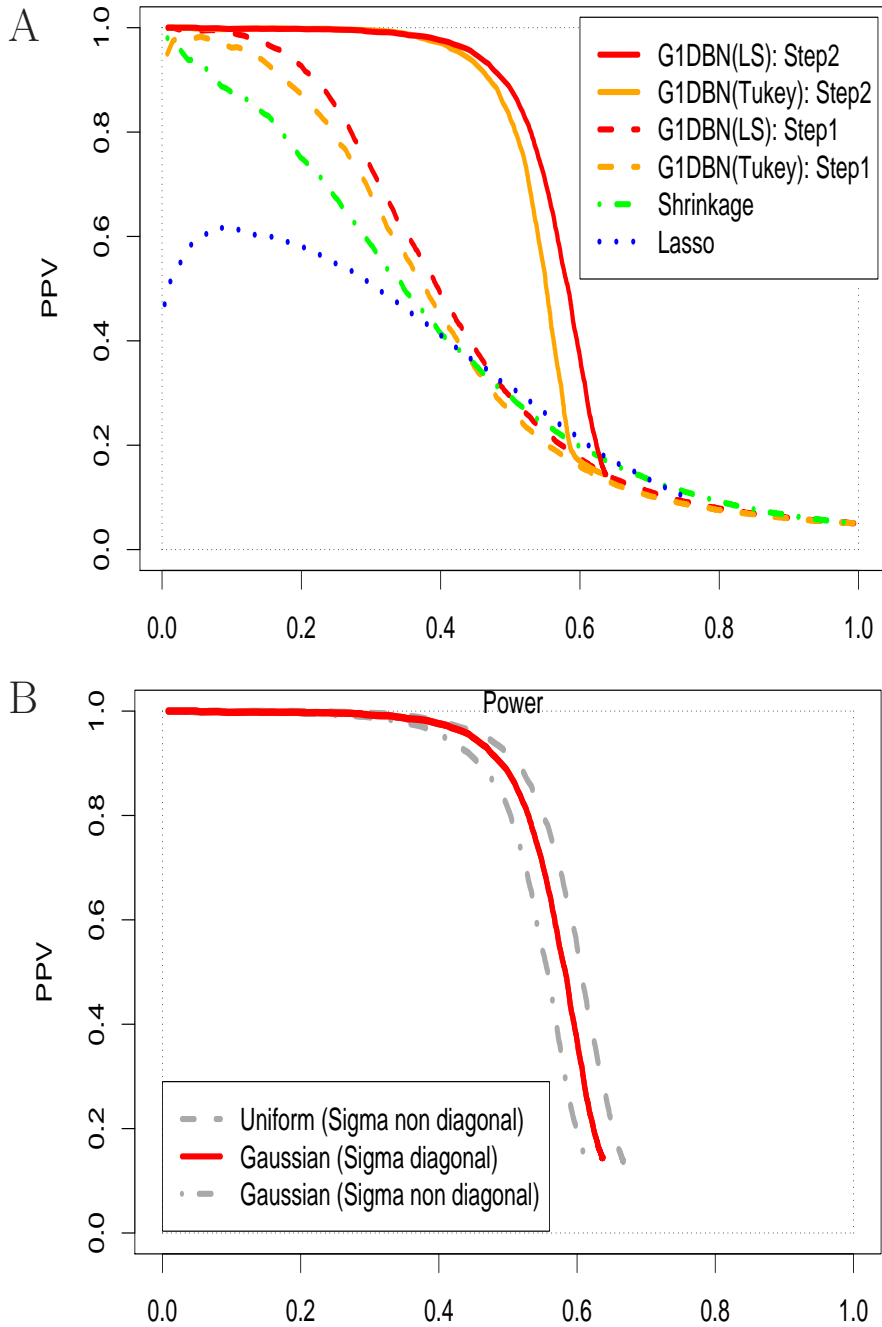 A
PPV
1.0
0.8
0.6
0.4
0.2
0.0
G1DBN(LS): Step2
G1DBN(Tukey): Step2
G1DBN(LS): Step1
G1DBN(Tukey): Step1
Shrinkage
Lasso
0.0 0.2 0.4 0.6 0.8 1.0
Power
B
PPV
1.0
0.8
0.6
0.4
0.2
0.0
Uniform (Sigma non diagonal)
Gaussian (Sigma diagonal)
Gaussian (Sigma non diagonal)
0.0 0.2 0.4 0.6 0.8 1.0